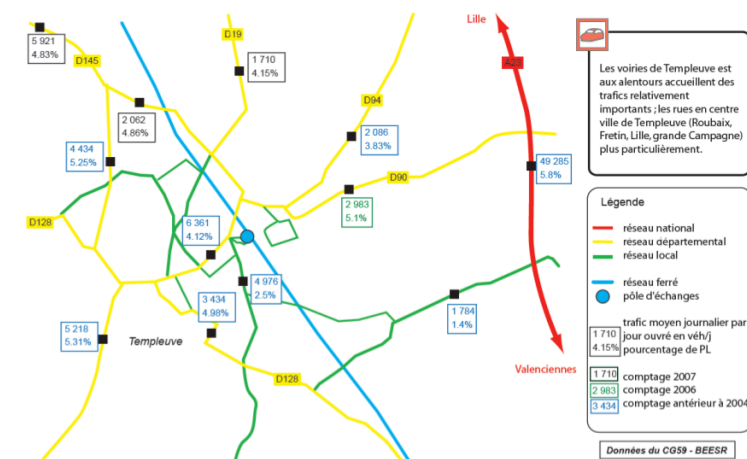 Lille
5 921
4.83%
D145
D19
1 710
4.15%
A23
2 062
4.86%
D94
2 086
3.83%
4 434
5.25%
49 285
5.8%
D90
2 983
5.1%
D128
6 361
4.12%
4 976
2.5%
3 434
4.98%
1 784
1.4%
5 218
5.31%
Templeuve
D128
Valenciennes
Les voiries de Templeuve est
aux alentours accueillent des
trafics relativement
importants ; les rues en centre
ville de Templeuve (Roubaix,
Fretin, Lille, grande Campagne)
plus particulièrement.
Légende
réseau national
réseau départemental
réseau local
réseau ferré
pôle d'échanges
1 710
4.15%
trafic moyen journalier par
jour ouvré en véh/j
pourcentage de PL
1 710 comptage 2007
2 983 comptage 2006
3 434 comptage antérieur à 2004
Données du CG59 - BEESR